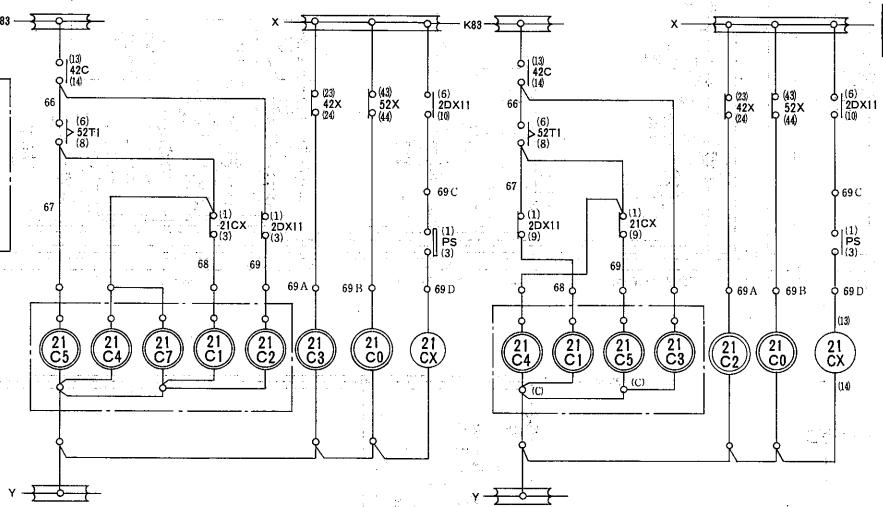 83
X
K83
X
(13)
42C
(14)
66
(6)
52T1
(8)
67
(1)
21CX
(3)
68
(1)
2DX11
(3)
69
(23)
42X
(24)
69A
(43)
52X
(44)
69B
(6)
2DX11
(10)
69C
(1)
PS
(3)
69D
21 C5
21 C4
21 C7
21 C1
21 C2
21 C3
21 C0
21 CX
Y
(13)
42C
(14)
66
(6)
52T1
(8)
67
(1)
2DX11
(9)
68
(1)
21CX
(9)
69
(23)
42X
(24)
69A
(43)
52X
(44)
69B
(6)
2DX11
(10)
69C
(1)
PS
(3)
69D
(13)
21 C4
21 C1
21 C5
21 C3
21 C2
21 C0
21 CX
(14)
(C)
(C)
Y